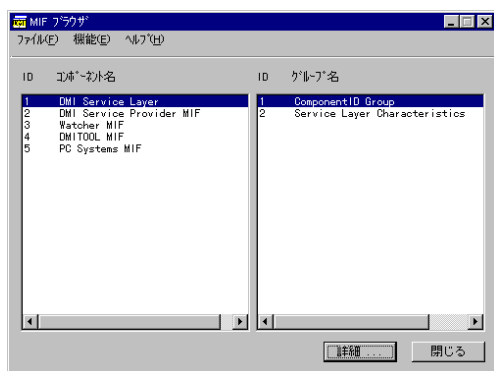 MIF ﾌﾞﾗｳｻﾞ
ﾌｧｲﾙ(F) 機能(E) ﾍﾙﾌﾟ(H)
ID ｺﾝﾎﾟｰﾈﾝﾄ名 ID ｸﾞﾙｰﾌﾟ名
1 DMI Service Layer 1 ComponentID Group
2 DMI Service Provider MIF 2 Service Layer Characteristics
3 Watcher MIF
4 DMITOOL MIF
5 PC Systems MIF
詳細 ... 閉じる